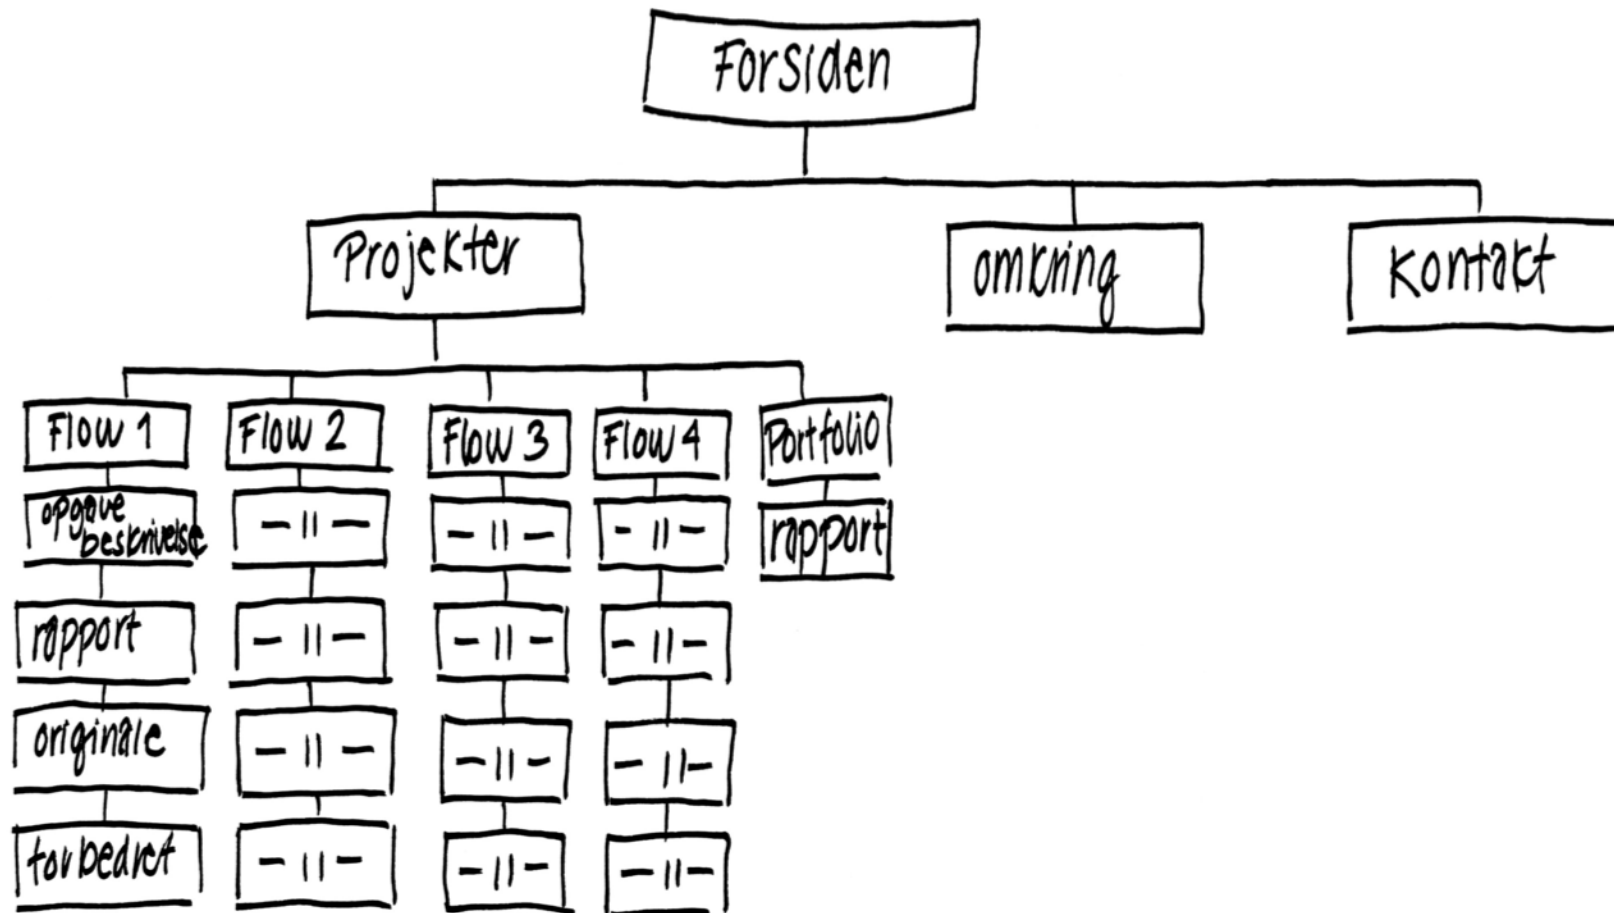 Forsiden
Projekter
omkring
Kontakt
Flow 1
Flow 2
Flow 3
Flow 4
Portfolio
opgave
beskrivelse
- || -
- || -
- || -
rapport
rapport
- || -
- || -
- || -
originale
- || -
- || -
- || -
forbedret
- || -
- || -
- || -